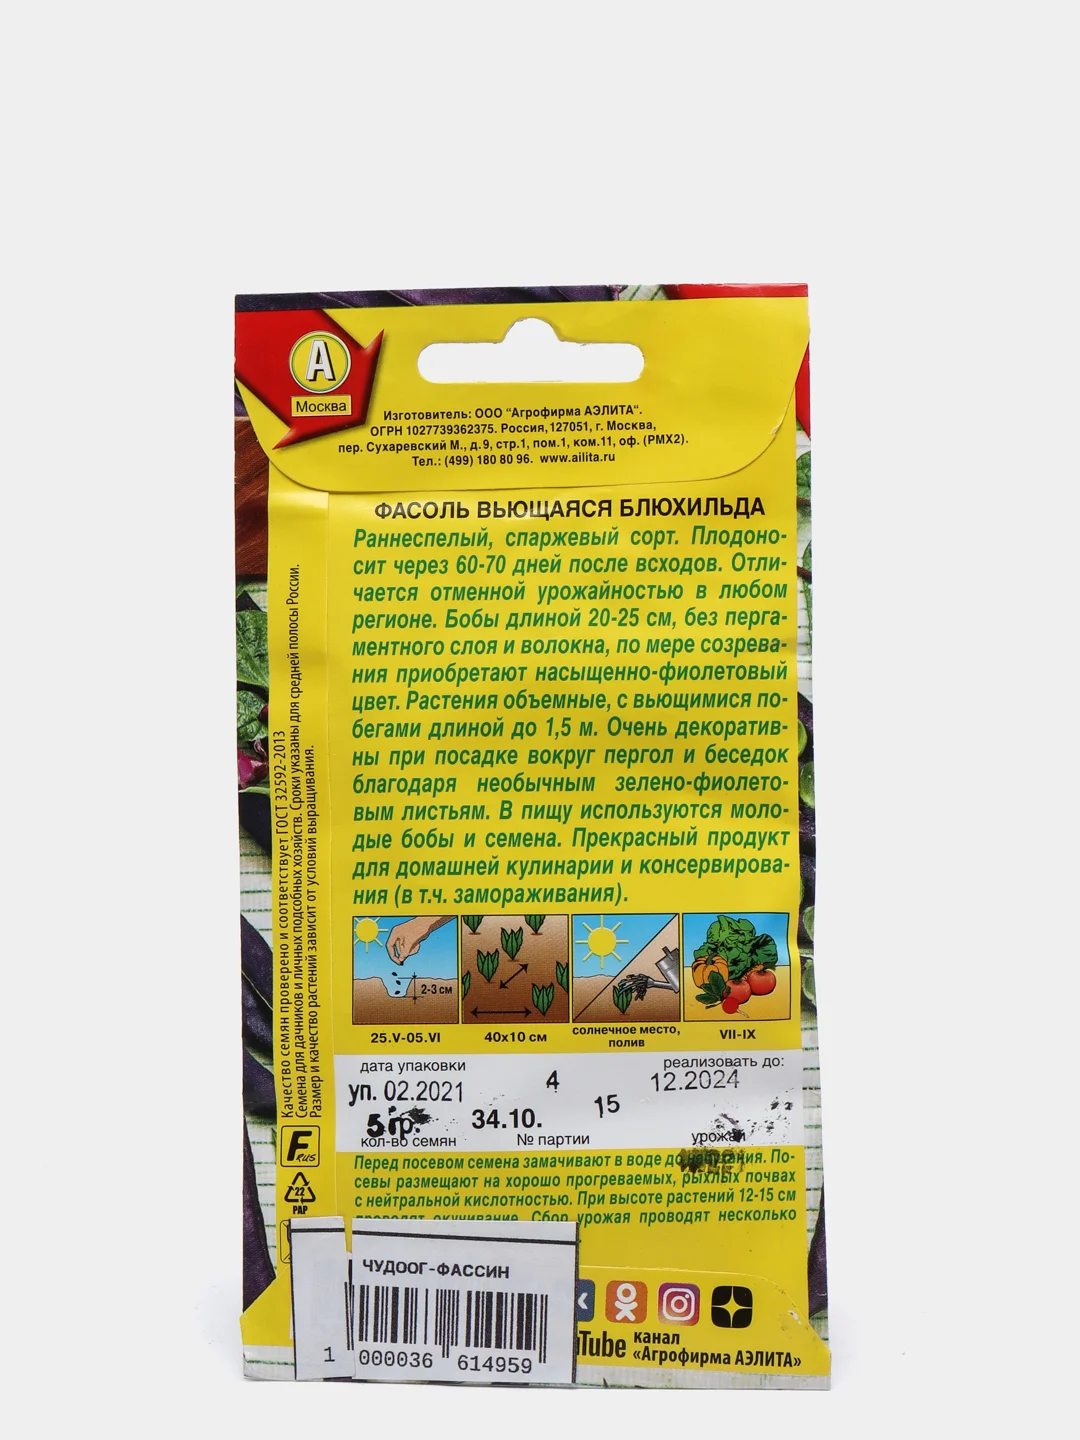 А
Москва
Изготовитель: ООО “Агрофирма АЭЛИТА“.
ОГРН 1027739362375. Россия,127051, г. Москва,
пер. Сухаревский М., д.9, стр.1, пом.1, ком.11, оф. (РМХ2).
Тел.: (499) 180 80 96. www.ailita.ru
ФАСОЛЬ ВЬЮЩАЯСЯ БЛЮХИЛЬДА
Раннеспелый, спаржевый сорт. Плодоно-
сит через 60-70 дней после всходов. Отли-
чается отменной урожайностью в любом
регионе. Бобы длиной 20-25 см, без перга-
ментного слоя и волокна, по мере созрева-
ния приобретают насыщенно-фиолетовый
цвет. Растения объемные, с вьющимися по-
бегами длиной до 1,5 м. Очень декоратив-
ны при посадке вокруг пергол и беседок
благодаря необычным зелено-фиолето-
вым листьям. В пищу используются моло-
дые бобы и семена. Прекрасный продукт
для домашней кулинарии и консервирова-
ния (в т.ч. замораживания).
Качество семян проверено и соответствует ГОСТ 32592-2013
Семена для дачников и личных подсобных хозяйств. Сроки указаны для средней полосы России.
Размер и качество растений зависит от условий выращивания.
2-3 см
25.V-05.VI
40х10 см
солнечное место,
полив
VII-IX
дата упаковки
реализовать до:
уп. 02.2021
4
12.2024
5 гр.
34.10.
15
кол-во семян
№ партии
урожай
F RUS
22
PAP
Перед посевом семена замачивают в воде до набухания. По-
севы размещают на хорошо прогреваемых, рыхлых почвах
с нейтральной кислотностью. При высоте растений 12-15 см
проводят окучивание. Сбор урожая проводят несколько
ЧУДООГ-ФАССИН
1 000036 614959
Tube
канал
«Агрофирма АЭЛИТА»